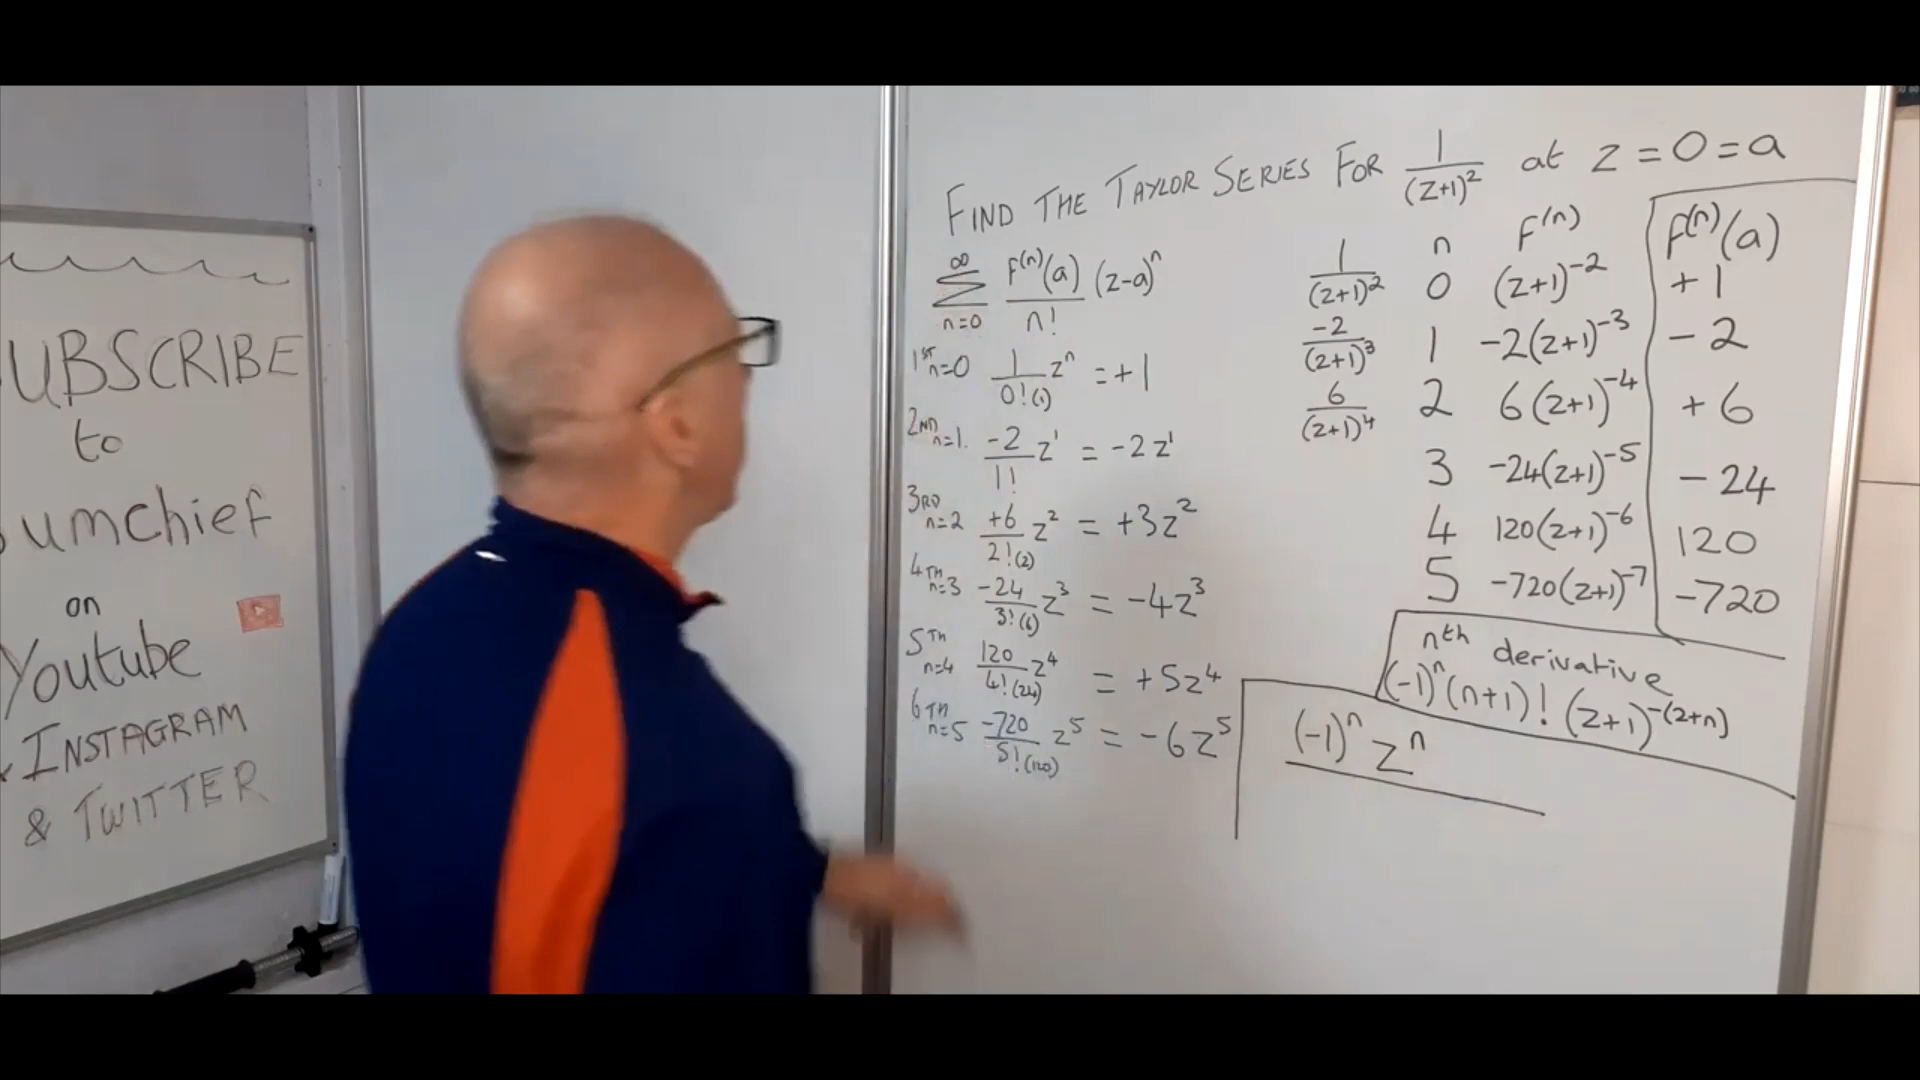 UBSCRIBE
to
umchief
on
Youtube
INSTAGRAM
& TWITTER
FIND THE TAYLOR SERIES FOR 1/(z+1)² at z=0=a
∞
Σ F⁽ⁿ⁾(a)/n! (z-a)ⁿ
n=0
1ST n=0 1/0!(1) zⁿ = +1
2ND n=1. -2/1! z¹ = -2z¹
3RD n=2 +6/2!(2) z² = +3z²
4TH n=3 -24/3!(6) z³ = -4z³
5TH n=4 120/4!(24) z⁴ = +5z⁴
6TH n=5 -720/5!(120) z⁵ = -6z⁵
n F⁽ⁿ⁾ F⁽ⁿ⁾(a)
1/(z+1)² 0 (z+1)⁻² +1
-2/(z+1)³ 1 -2(z+1)⁻³ -2
6/(z+1)⁴ 2 6(z+1)⁻⁴ +6
3 -24(z+1)⁻⁵ -24
4 120(z+1)⁻⁶ 120
5 -720(z+1)⁻⁷ -720
nth derivative
(-1)ⁿ(n+1)! (z+1)⁻⁽²⁺ⁿ⁾
(-1)ⁿ zⁿ